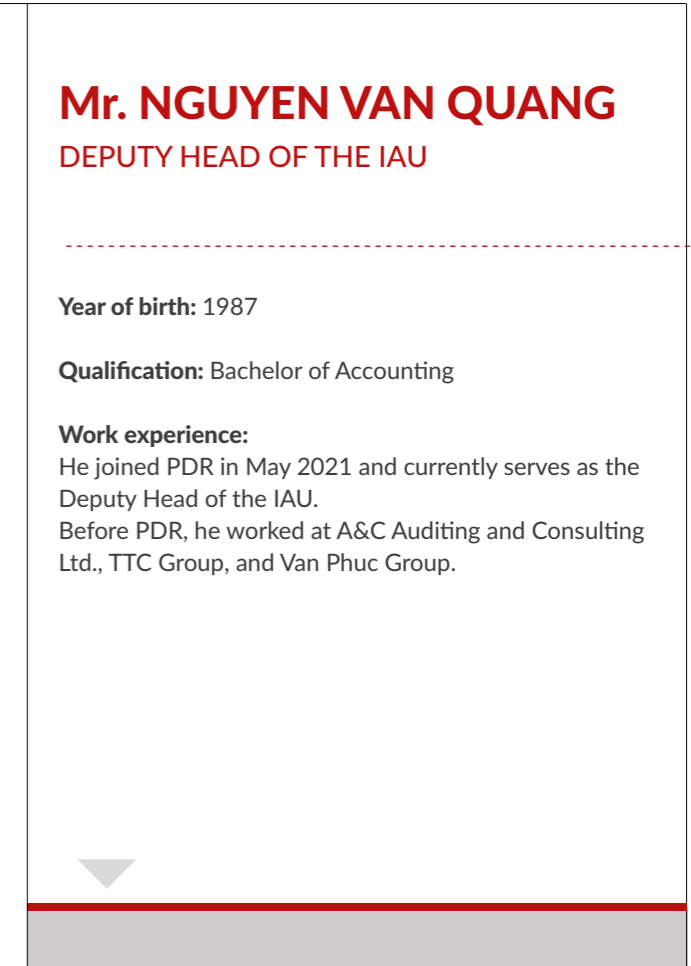 Mr. NGUYEN VAN QUANG
DEPUTY HEAD OF THE IAU
Year of birth: 1987
Qualification: Bachelor of Accounting
Work experience:
He joined PDR in May 2021 and currently serves as the
Deputy Head of the IAU.
Before PDR, he worked at A&C Auditing and Consulting
Ltd., TTC Group, and Van Phuc Group.